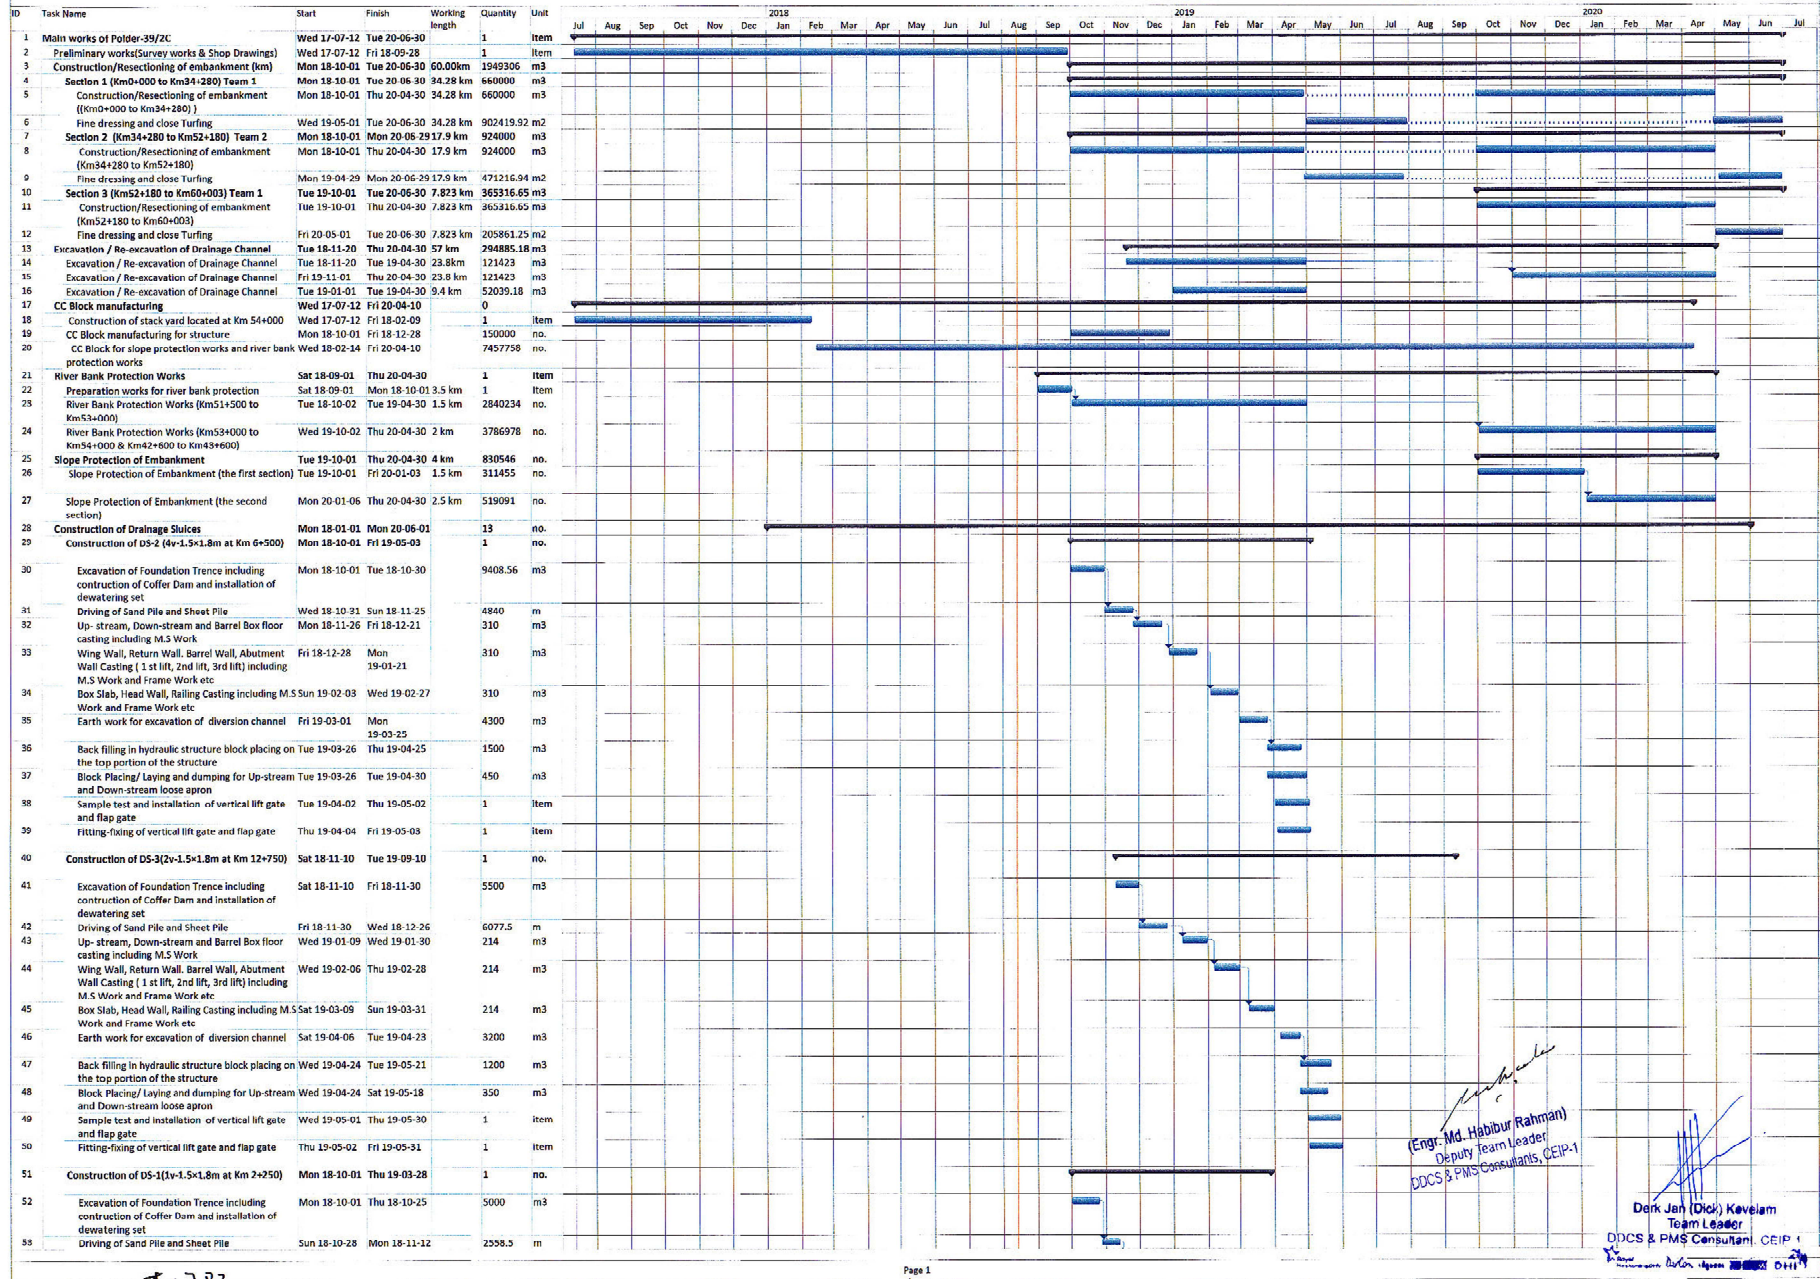 ID Task Name Start Finish Working length Quantity Unit
2018 2019 2020
Jul Aug Sep Oct Nov Dec Jan Feb Mar Apr May Jun Jul Aug Sep Oct Nov Dec Jan Feb Mar Apr May Jun Jul Aug Sep Oct Nov Dec Jan Feb Mar Apr May Jun Jul
1 Main works of Polder-39/2C Wed 17-07-12 Tue 20-06-30 1 Item
2 Preliminary works(Survey works & Shop Drawings) Wed 17-07-12 Fri 18-09-28 1 Item
3 Construction/Resectioning of embankment (km) Mon 18-10-01 Tue 20-06-30 60.00km 1949306 m3
4 Section 1 (Km0+000 to Km34+280) Team 1 Mon 18-10-01 Tue 20-06-30 34.28 km 660000 m3
5 Construction/Resectioning of embankment Mon 18-10-01 Thu 20-04-30 34.28 km 660000 m3
((Km0+000 to Km34+280) )
6 Fine dressing and close Turfing Wed 19-05-01 Tue 20-06-30 34.28 km 902419.92 m2
7 Section 2 (Km34+280 to Km52+180) Team 2 Mon 18-10-01 Mon 20-06-29 17.9 km 924000 m3
8 Construction/Resectioning of embankment Mon 18-10-01 Thu 20-04-30 17.9 km 924000 m3
(Km34+280 to Km52+180)
9 Fine dressing and close Turfing Mon 19-04-29 Mon 20-06-29 17.9 km 471216.94 m2
10 Section 3 (Km52+180 to Km60+003) Team 1 Tue 19-10-01 Tue 20-06-30 7.823 km 365316.65 m3
11 Construction/Resectioning of embankment Tue 19-10-01 Thu 20-04-30 7.823 km 365316.65 m3
(Km52+180 to Km60+003)
12 Fine dressing and close Turfing Fri 20-05-01 Tue 20-06-30 7.823 km 205861.25 m2
13 Excavation / Re-excavation of Drainage Channel Tue 18-11-20 Thu 20-04-30 57 km 294885.18 m3
14 Excavation / Re-excavation of Drainage Channel Tue 18-11-20 Tue 19-04-30 23.8km 121423 m3
15 Excavation / Re-excavation of Drainage Channel Fri 19-11-01 Thu 20-04-30 23.8 km 121423 m3
16 Excavation / Re-excavation of Drainage Channel Tue 19-01-01 Tue 19-04-30 9.4 km 52039.18 m3
17 CC Block manufacturing Wed 17-07-12 Fri 20-04-10 0
18 Construction of stack yard located at Km 54+000 Wed 17-07-12 Fri 18-02-09 1 item
19 CC Block manufacturing for structure Mon 18-10-01 Fri 18-12-28 150000 no.
20 CC Block for slope protection works and river bank Wed 18-02-14 Fri 20-04-10 7457758 no.
protection works
21 River Bank Protection Works Sat 18-09-01 Thu 20-04-30 1 Item
22 Preparation works for river bank protection Sat 18-09-01 Mon 18-10-01 3.5 km 1 Item
23 River Bank Protection Works (Km51+500 to Tue 18-10-02 Tue 19-04-30 1.5 km 2840234 no.
Km53+000)
24 River Bank Protection Works (Km53+000 to Wed 19-10-02 Thu 20-04-30 2 km 3786978 no.
Km54+000 & Km42+600 to Km43+600)
25 Slope Protection of Embankment Tue 19-10-01 Thu 20-04-30 4 km 830546 no.
26 Slope Protection of Embankment (the first section) Tue 19-10-01 Fri 20-01-03 1.5 km 311455 no.
27 Slope Protection of Embankment (the second Mon 20-01-06 Thu 20-04-30 2.5 km 519091 no.
section)
28 Construction of Drainage Sluices Mon 18-01-01 Mon 20-06-01 13 no.
29 Construction of DS-2 (4v-1.5×1.8m at Km 6+500) Mon 18-10-01 Fri 19-05-03 1 no.
30 Excavation of Foundation Trence including Mon 18-10-01 Tue 18-10-30 9408.56 m3
contruction of Coffer Dam and installation of
dewatering set
31 Driving of Sand Pile and Sheet Pile Wed 18-10-31 Sun 18-11-25 4840 m
32 Up- stream, Down-stream and Barrel Box floor Mon 18-11-26 Fri 18-12-21 310 m3
casting including M.S Work
33 Wing Wall, Return Wall. Barrel Wall, Abutment Fri 18-12-28 Mon 310 m3
Wall Casting ( 1 st lift, 2nd lift, 3rd lift) including 19-01-21
M.S Work and Frame Work etc
34 Box Slab, Head Wall, Railing Casting including M.S Sun 19-02-03 Wed 19-02-27 310 m3
Work and Frame Work etc
35 Earth work for excavation of diversion channel Fri 19-03-01 Mon 4300 m3
19-03-25
36 Back filling in hydraulic structure block placing on Tue 19-03-26 Thu 19-04-25 1500 m3
the top portion of the structure
37 Block Placing/ Laying and dumping for Up-stream Tue 19-03-26 Tue 19-04-30 450 m3
and Down-stream loose apron
38 Sample test and installation of vertical lift gate Tue 19-04-02 Thu 19-05-02 1 Item
and flap gate
39 Fitting-fixing of vertical lift gate and flap gate Thu 19-04-04 Fri 19-05-03 1 item
40 Construction of DS-3(2v-1.5×1.8m at Km 12+750) Sat 18-11-10 Tue 19-09-10 1 no.
41 Excavation of Foundation Trence including Sat 18-11-10 Fri 18-11-30 5500 m3
contruction of Coffer Dam and installation of
dewatering set
42 Driving of Sand Pile and Sheet Pile Fri 18-11-30 Wed 18-12-26 6077.5 m
43 Up- stream, Down-stream and Barrel Box floor Wed 19-01-09 Wed 19-01-30 214 m3
casting including M.S Work
44 Wing Wall, Return Wall. Barrel Wall, Abutment Wed 19-02-06 Thu 19-02-28 214 m3
Wall Casting ( 1 st lift, 2nd lift, 3rd lift) including
M.S Work and Frame Work etc
45 Box Slab, Head Wall, Railing Casting including M.S Sat 19-03-09 Sun 19-03-31 214 m3
Work and Frame Work etc
46 Earth work for excavation of diversion channel Sat 19-04-06 Tue 19-04-23 3200 m3
47 Back filling in hydraulic structure block placing on Wed 19-04-24 Tue 19-05-21 1200 m3
the top portion of the structure
48 Block Placing/ Laying and dumping for Up-stream Wed 19-04-24 Sat 19-05-18 350 m3
and Down-stream loose apron
49 Sample test and installation of vertical lift gate Wed 19-05-01 Thu 19-05-30 1 item
and flap gate
50 Fitting-fixing of vertical lift gate and flap gate Thu 19-05-02 Fri 19-05-31 1 Item
51 Construction of DS-1(1v-1.5×1.8m at Km 2+250) Mon 18-10-01 Thu 19-03-28 1 no.
52 Excavation of Foundation Trence including Mon 18-10-01 Thu 18-10-25 5000 m3
contruction of Coffer Dam and installation of
dewatering set
53 Driving of Sand Pile and Sheet Pile Sun 18-10-28 Mon 18-11-12 2558.5 m
(Engr. Md. Habibur Rahman)
Deputy Team Leader
DDCS & PMS Consultants, CEIP-1
Derk Jan (Dick) Kevelam
Team Leader
DDCS & PMS Consultant. CEIP 1
DHI
Page 1